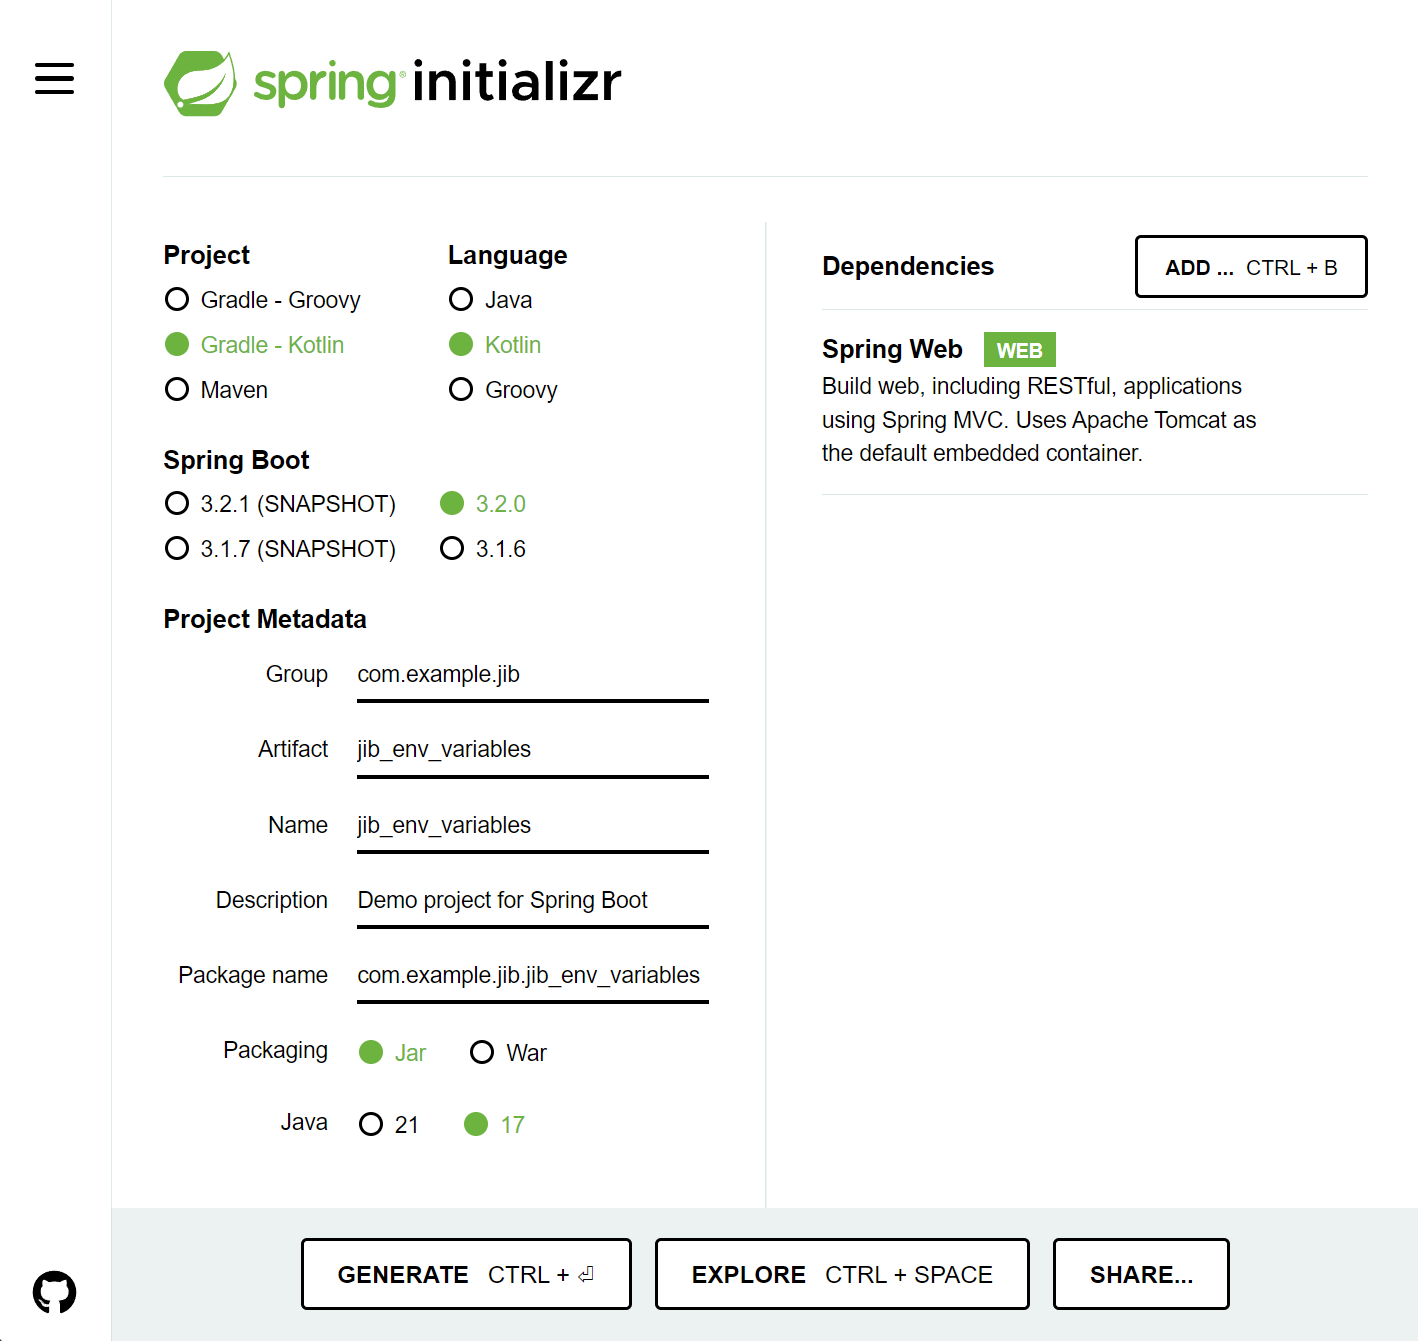 spring initializr
Project
Gradle - Groovy
Gradle - Kotlin
Maven
Language
Java
Kotlin
Groovy
Spring Boot
3.2.1 (SNAPSHOT) 3.2.0
3.1.7 (SNAPSHOT) 3.1.6
Project Metadata
Group com.example.jib
Artifact jib_env_variables
Name jib_env_variables
Description Demo project for Spring Boot
Package name com.example.jib.jib_env_variables
Packaging Jar War
Java 21 17
Dependencies
ADD ... CTRL + B
Spring Web WEB
Build web, including RESTful, applications
using Spring MVC. Uses Apache Tomcat as
the default embedded container.
GENERATE CTRL + ⏎
EXPLORE CTRL + SPACE
SHARE...